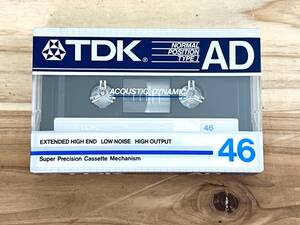 TDK
NORMAL
POSITION
TYPE I
AD
ACOUSTIC DYNAMIC
TDK
46
EXTENDED HIGH END LOW NOISE HIGH OUTPUT
46
Super Precision Cassette Mechanism